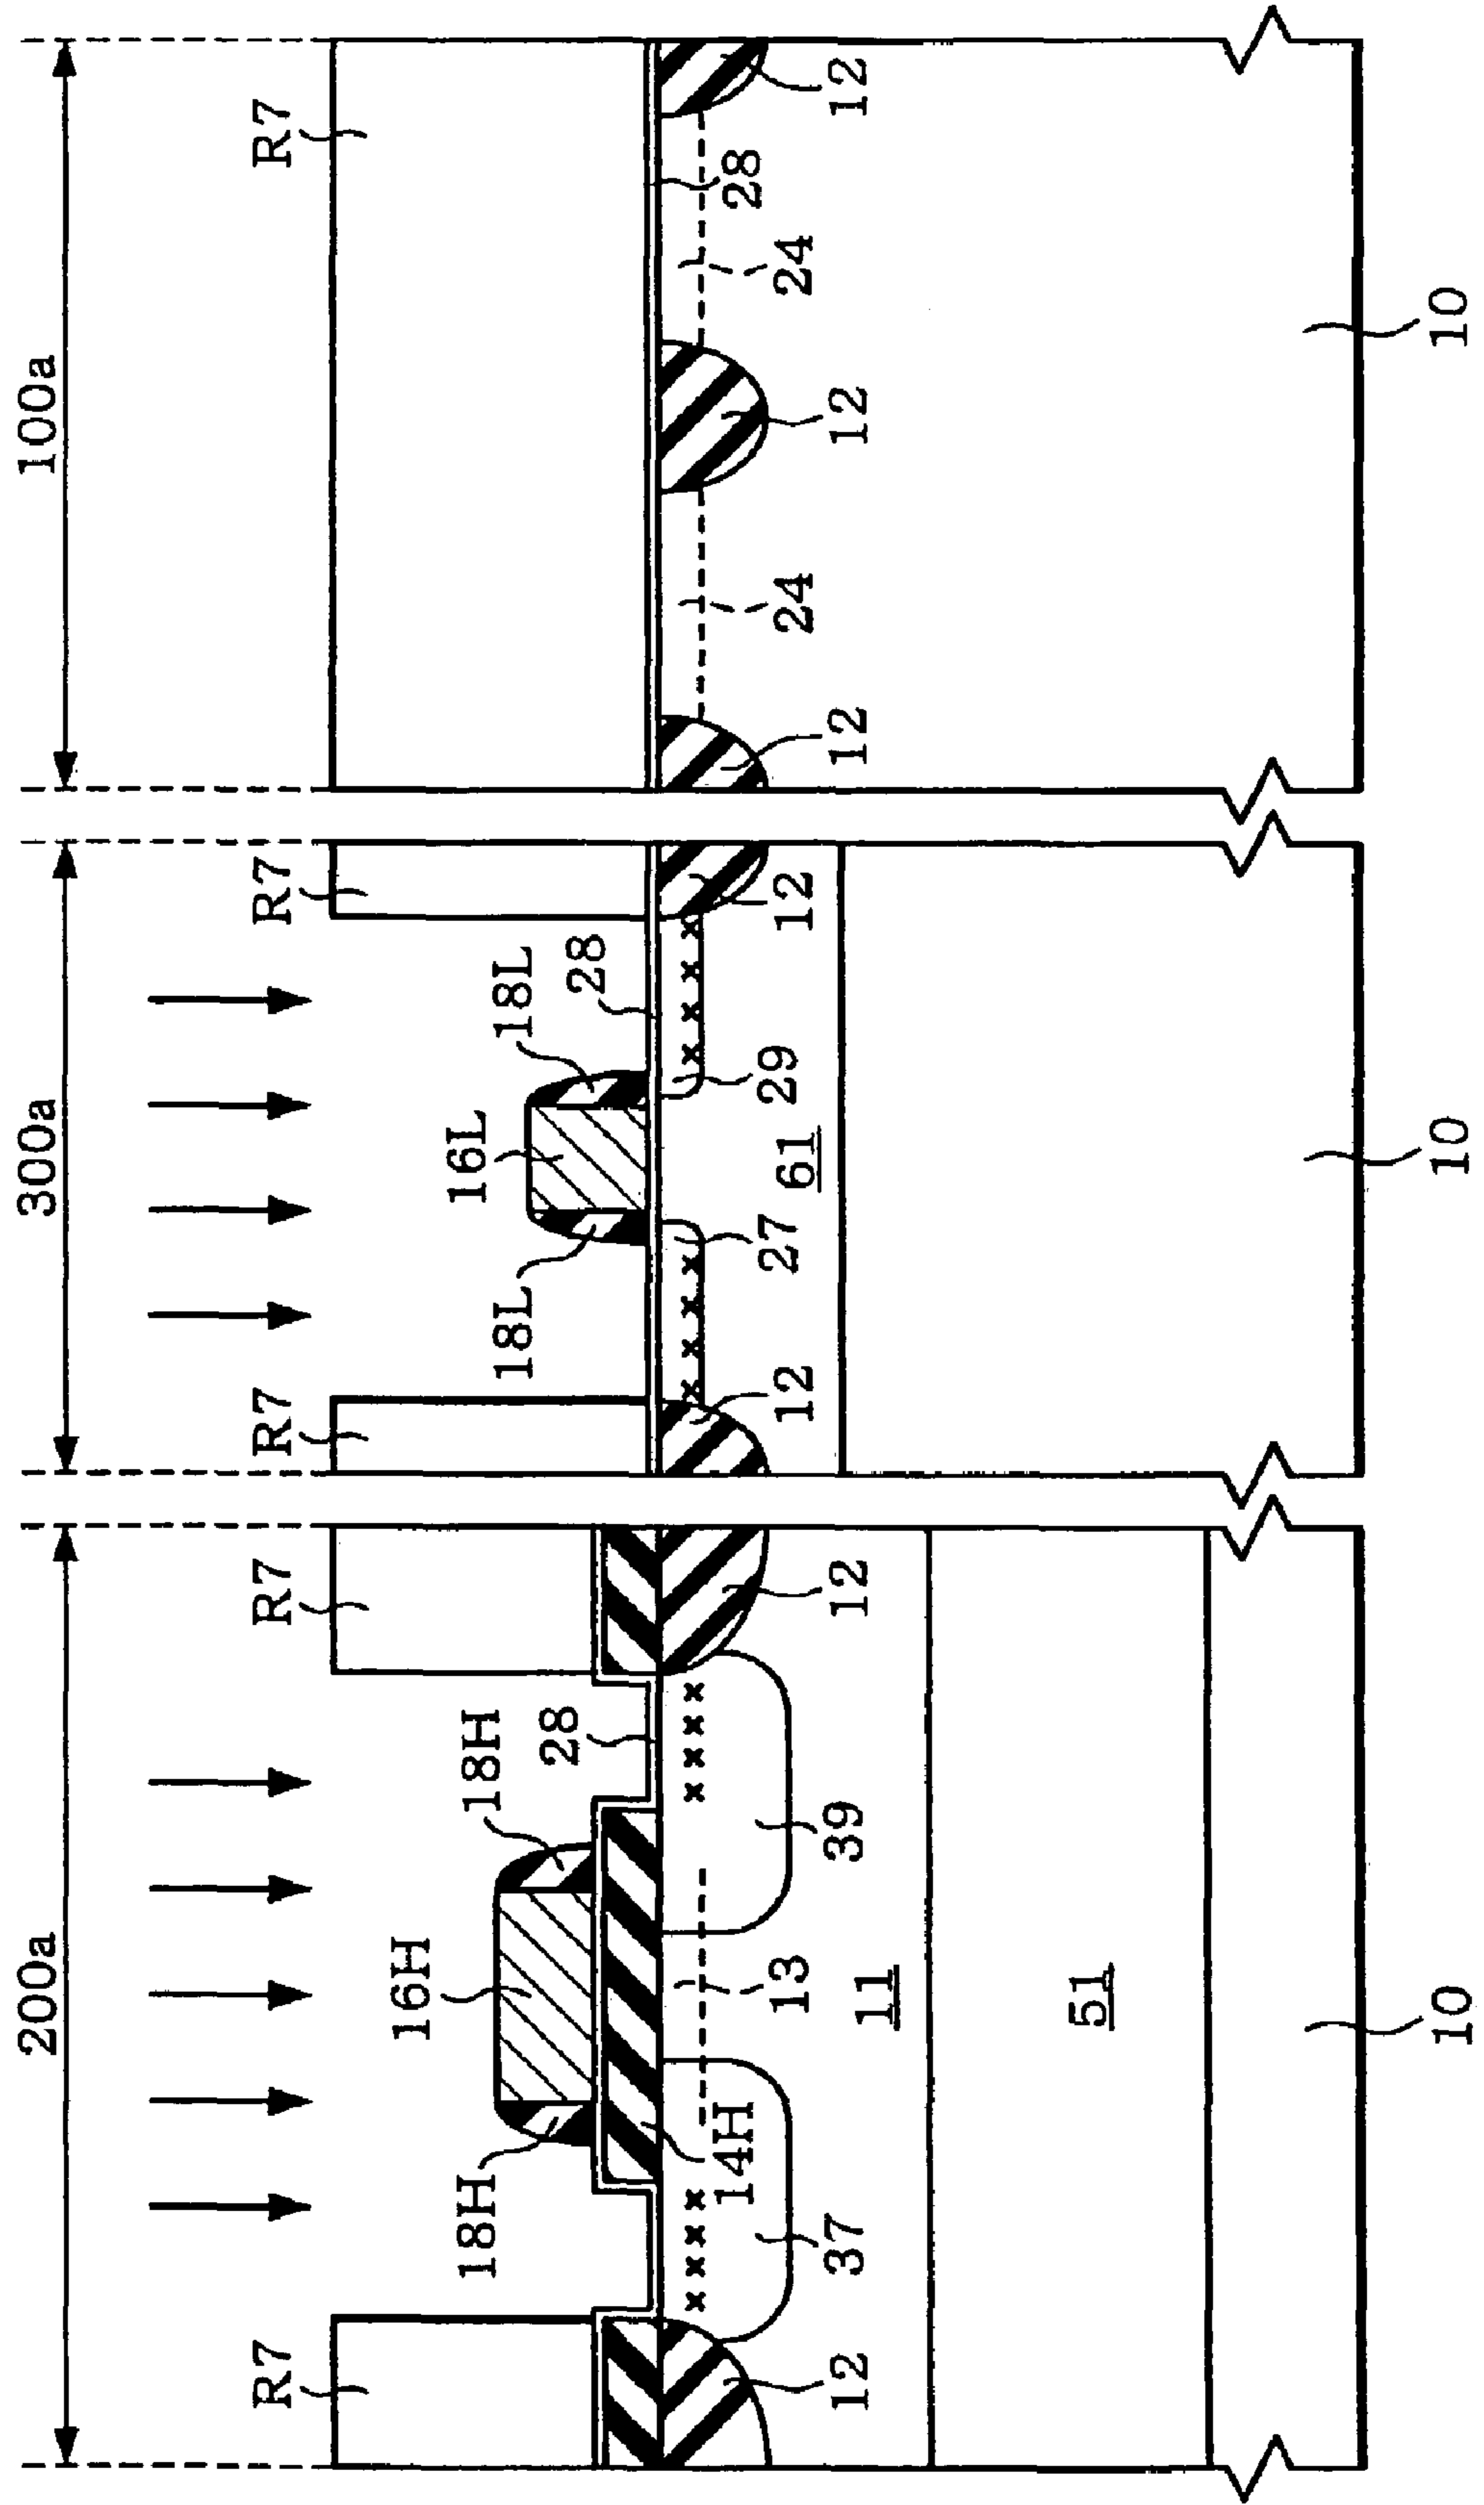 200a 300a 100a
R7 R7 R7 R7 R7
16H
16L
18H 18H
18L 18L
28
28
14H 28
27 29
13 12 61 12 24 24
12 37 39 12 12 12 12
11
51
10 10 10